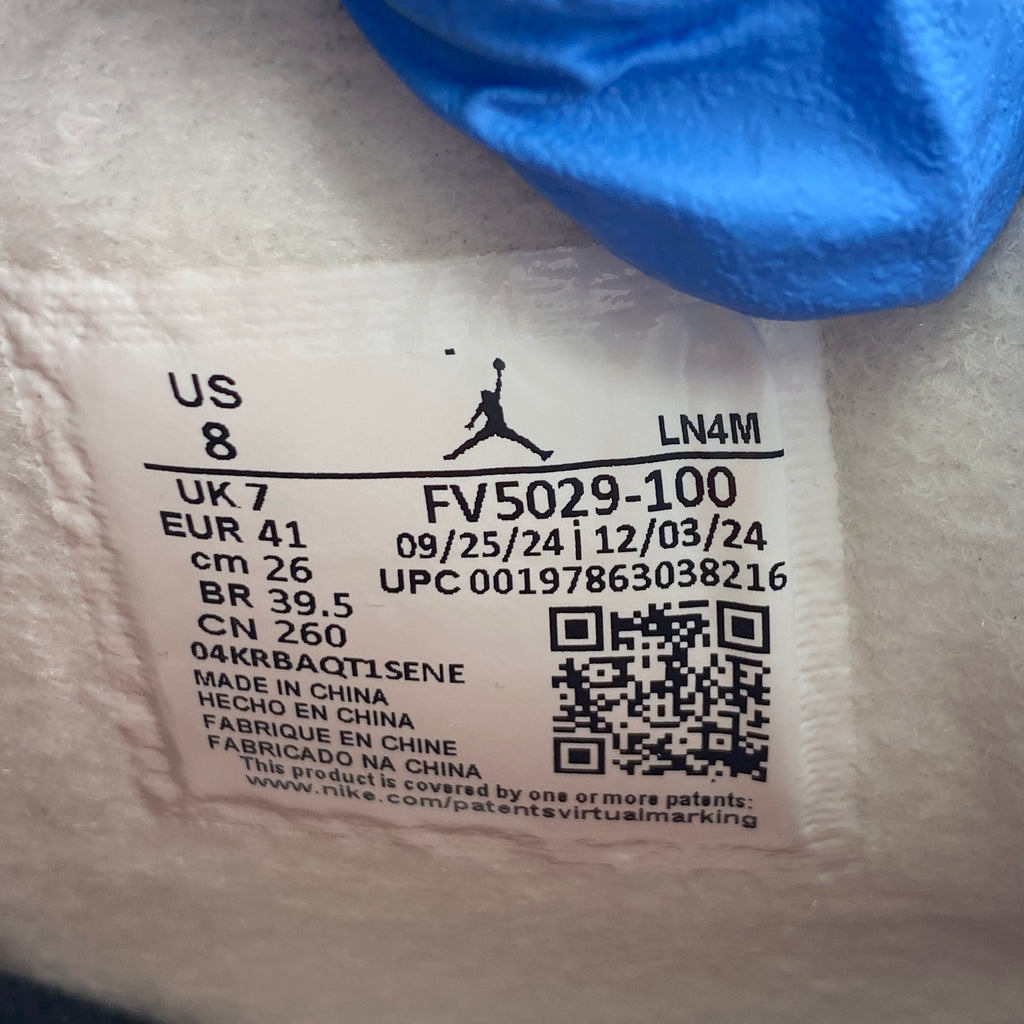 US
8
LN4M
UK 7
FV5029-100
EUR 41
09/25/24 | 12/03/24
cm 26
UPC 00197863038216
BR 39.5
CN 260
04KRBAQT1SENE
MADE IN CHINA
HECHO EN CHINA
FABRIQUE EN CHINE
FABRICADO NA CHINA
This product is covered by one or more patents:
www.nike.com/patentsvirtualmarking